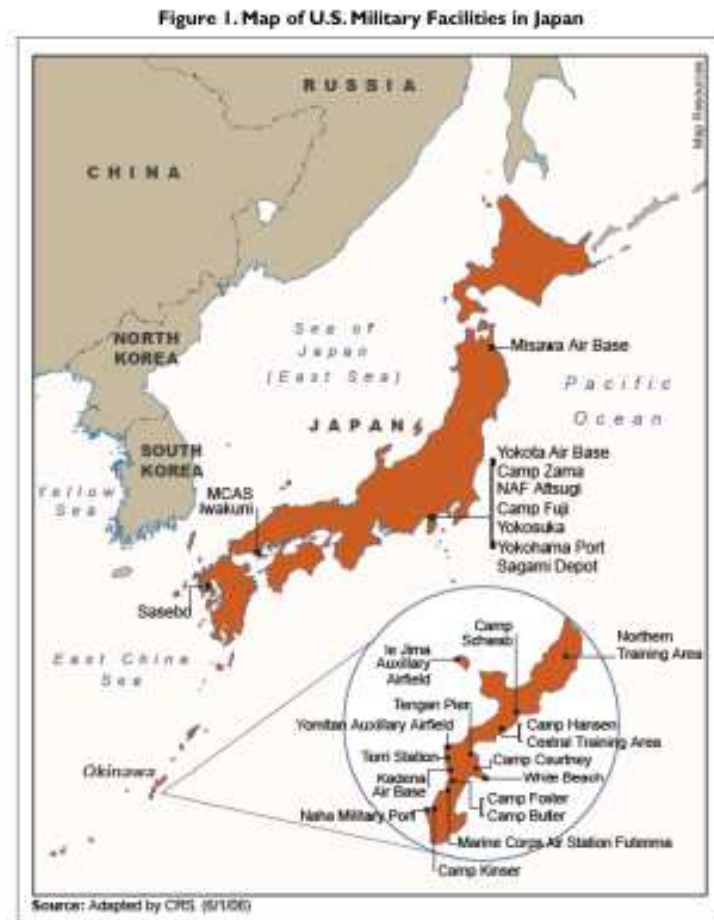 Figure 1. Map of U.S. Military Facilities in Japan
Map Resources
RUSSIA
CHINA
NORTH
KOREA
Sea of
Japan
(East Sea)
Misawa Air Base
Pacific
Ocean
JAPAN
SOUTH
KOREA
Yellow
Sea
MCAS
Iwakuni
Yokota Air Base
Camp Zama
NAF Atsugi
Camp Fuji
Yokosuka
Yokohama Port
Sagami Depot
Sasebo
East China
Sea
Camp
Schwab
Northern
Training Area
Ie Jima
Auxiliary
Airfield
Tengan Pier
Yomitan Auxiliary Airfield
Camp Hansen
Central Training Area
Torri Station
Camp Courtney
Okinawa
Kadena
Air Base
White Beach
Camp Foster
Camp Butler
Naha Military Port
Marine Corps Air Station Futenma
Camp Kinser
Source: Adapted by CRS. (6/1/06)